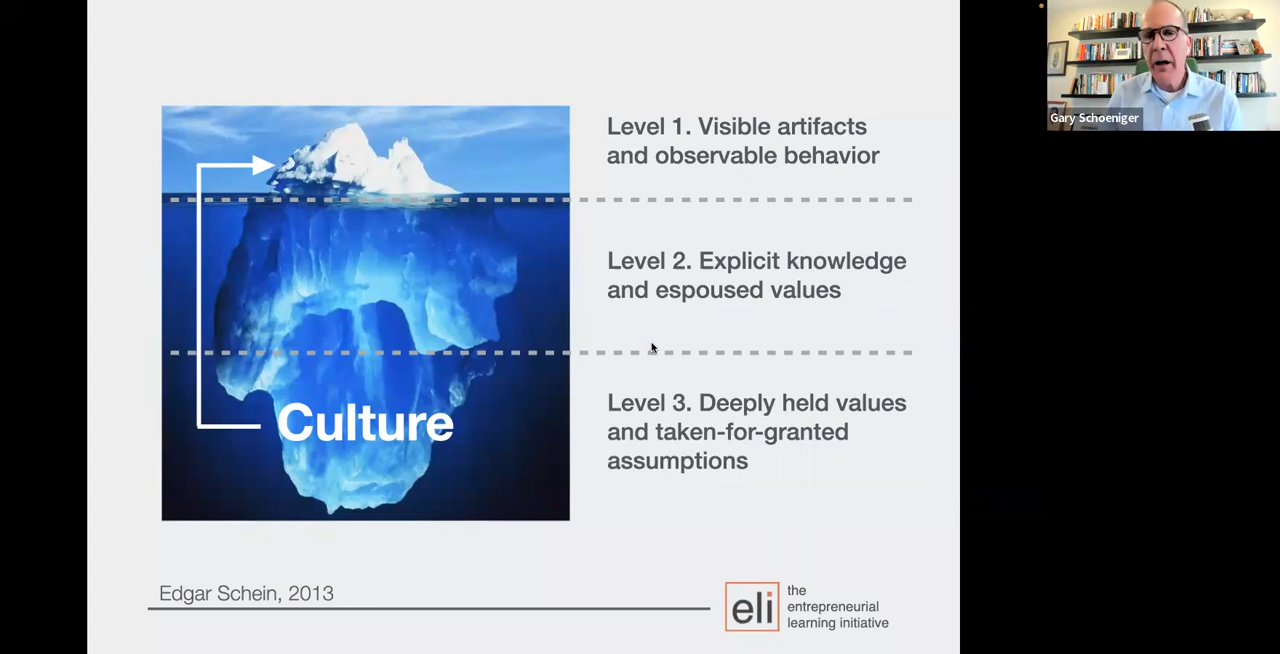 Level 1. Visible artifacts
and observable behavior
Level 2. Explicit knowledge
and espoused values
Culture
Level 3. Deeply held values
and taken-for-granted
assumptions
Edgar Schein, 2013
eli
the
entrepreneurial
learning initiative
Gary Schoeniger